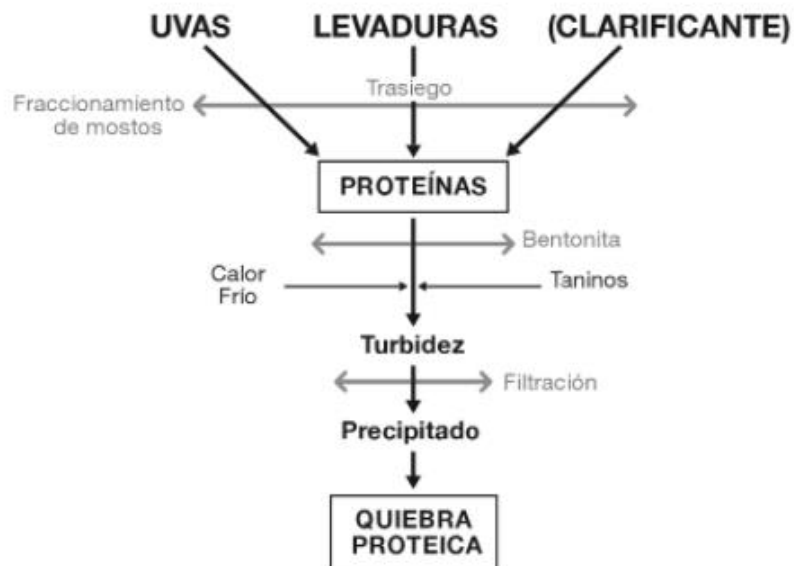 UVAS LEVADURAS (CLARIFICANTE)
Trasiego
Fraccionamiento
de mostos
PROTEÍNAS
Bentonita
Calor
Frío
Taninos
Turbidez
Filtración
Precipitado
QUIEBRA
PROTEICA